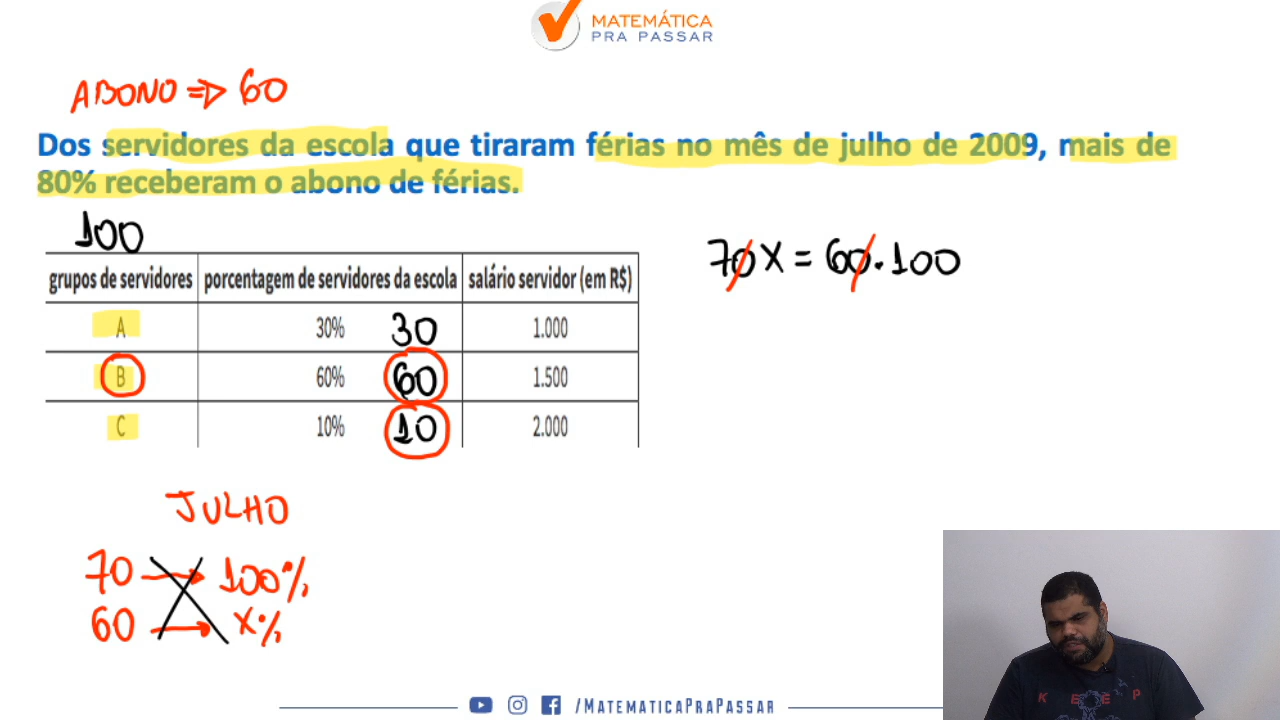 MATEMÁTICA
PRA PASSAR
ABONO => 60
Dos servidores da escola que tiraram férias no mês de julho de 2009, mais de
80% receberam o abono de férias.
100
grupos de servidores porcentagem de servidores da escola salário servidor (em R$)
A 30% 30 1.000
B 60% 60 1.500
C 10% 10 2.000
70x = 60.100
JULHO
70 → 100%
60 → x%
KEEP
/MATEMATICAPRAPASSAR